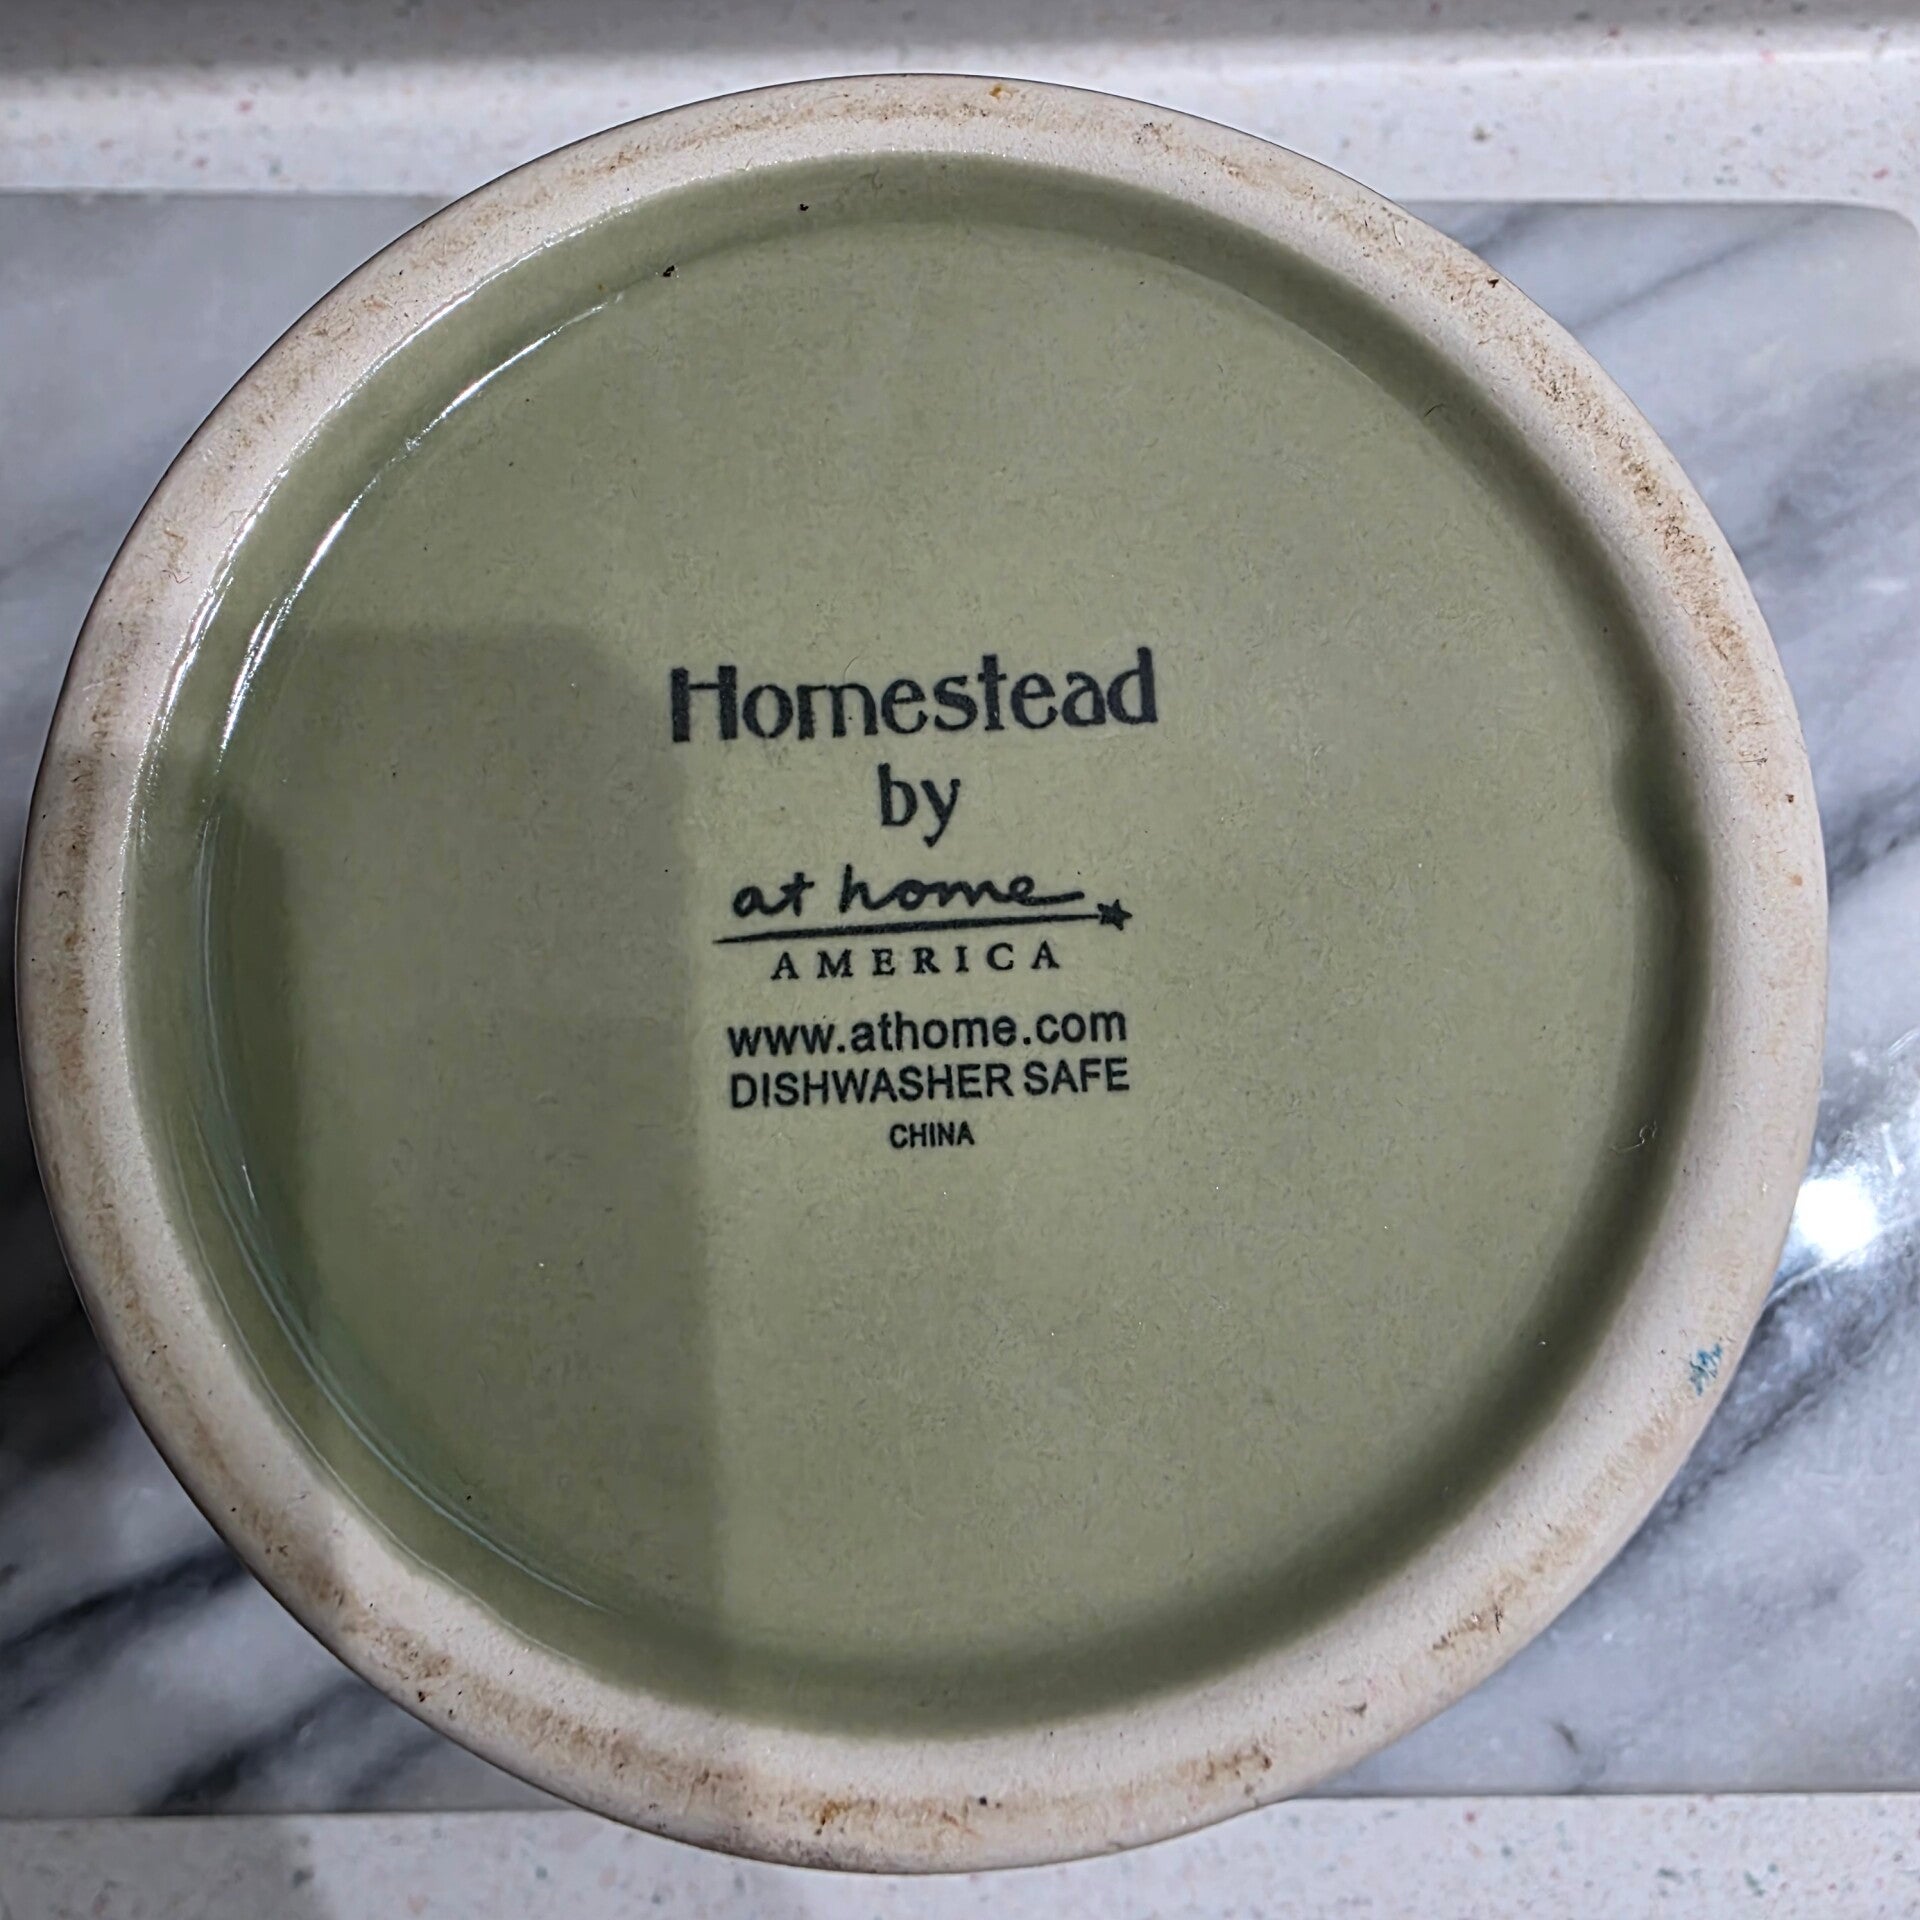 Homestead
by
at home
AMERICA
www.athome.com
DISHWASHER SAFE
CHINA